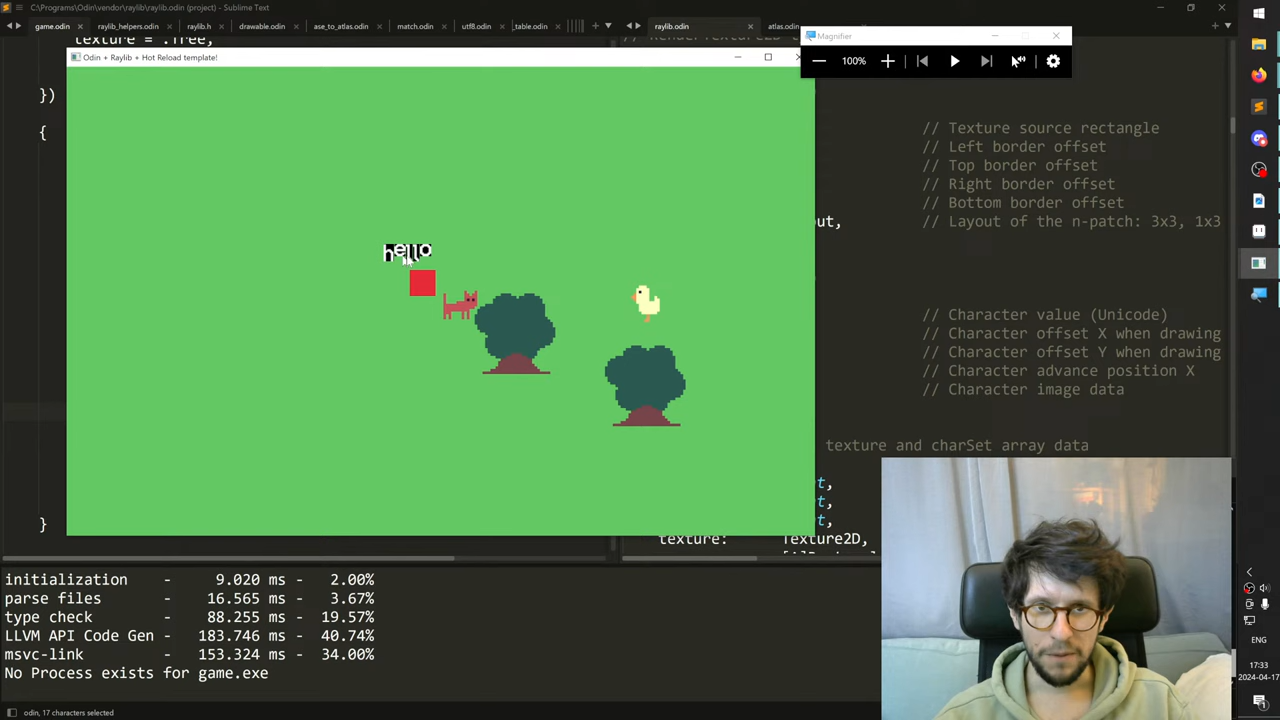 C:\Programs\Odin\vendor\raylib\raylib.odin (project) - Sublime Text
game.odin
raylib_helpers.odin
raylib.h
drawable.odin
ase_to_atlas.odin
match.odin
utf8.odin
_table.odin
raylib.odin
atlas.odin
texture = .Tree,
})
{
}
Odin + Raylib + Hot Reload template!
Magnifier
100%
hello
// Texture source rectangle
// Left border offset
// Top border offset
// Right border offset
// Bottom border offset
// Layout of the n-patch: 3x3, 1x3
// Character value (Unicode)
// Character offset X when drawing
// Character offset Y when drawing
// Character advance position X
// Character image data
texture and charSet array data
texture: Texture2D,
initialization - 9.020 ms - 2.00%
parse files - 16.565 ms - 3.67%
type check - 88.255 ms - 19.57%
LLVM API Code Gen - 183.746 ms - 40.74%
msvc-link - 153.324 ms - 34.00%
No Process exists for game.exe
odin, 17 characters selected
ENG
17:33
2024-04-17